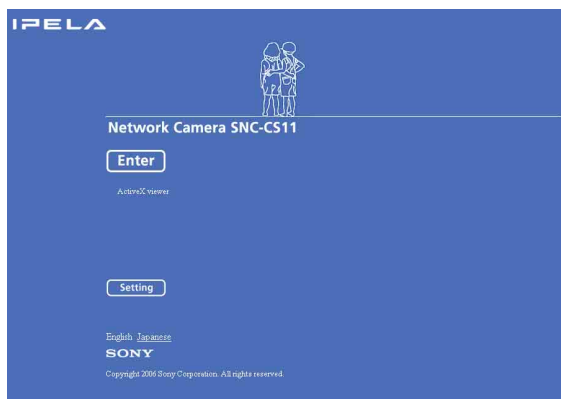 IPELA
Network Camera SNC-CS11
Enter
ActiveX viewer
Setting
English Japanese
SONY
Copyright 2006 Sony Corporation. All rights reserved.